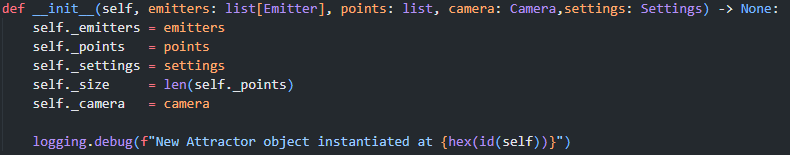 def __init__(self, emitters: list[Emitter], points: list, camera: Camera,settings: Settings) -> None:
    self._emitters = emitters
    self._points   = points
    self._settings = settings
    self._size     = len(self._points)
    self._camera   = camera

    logging.debug(f"New Attractor object instantiated at {hex(id(self))}")